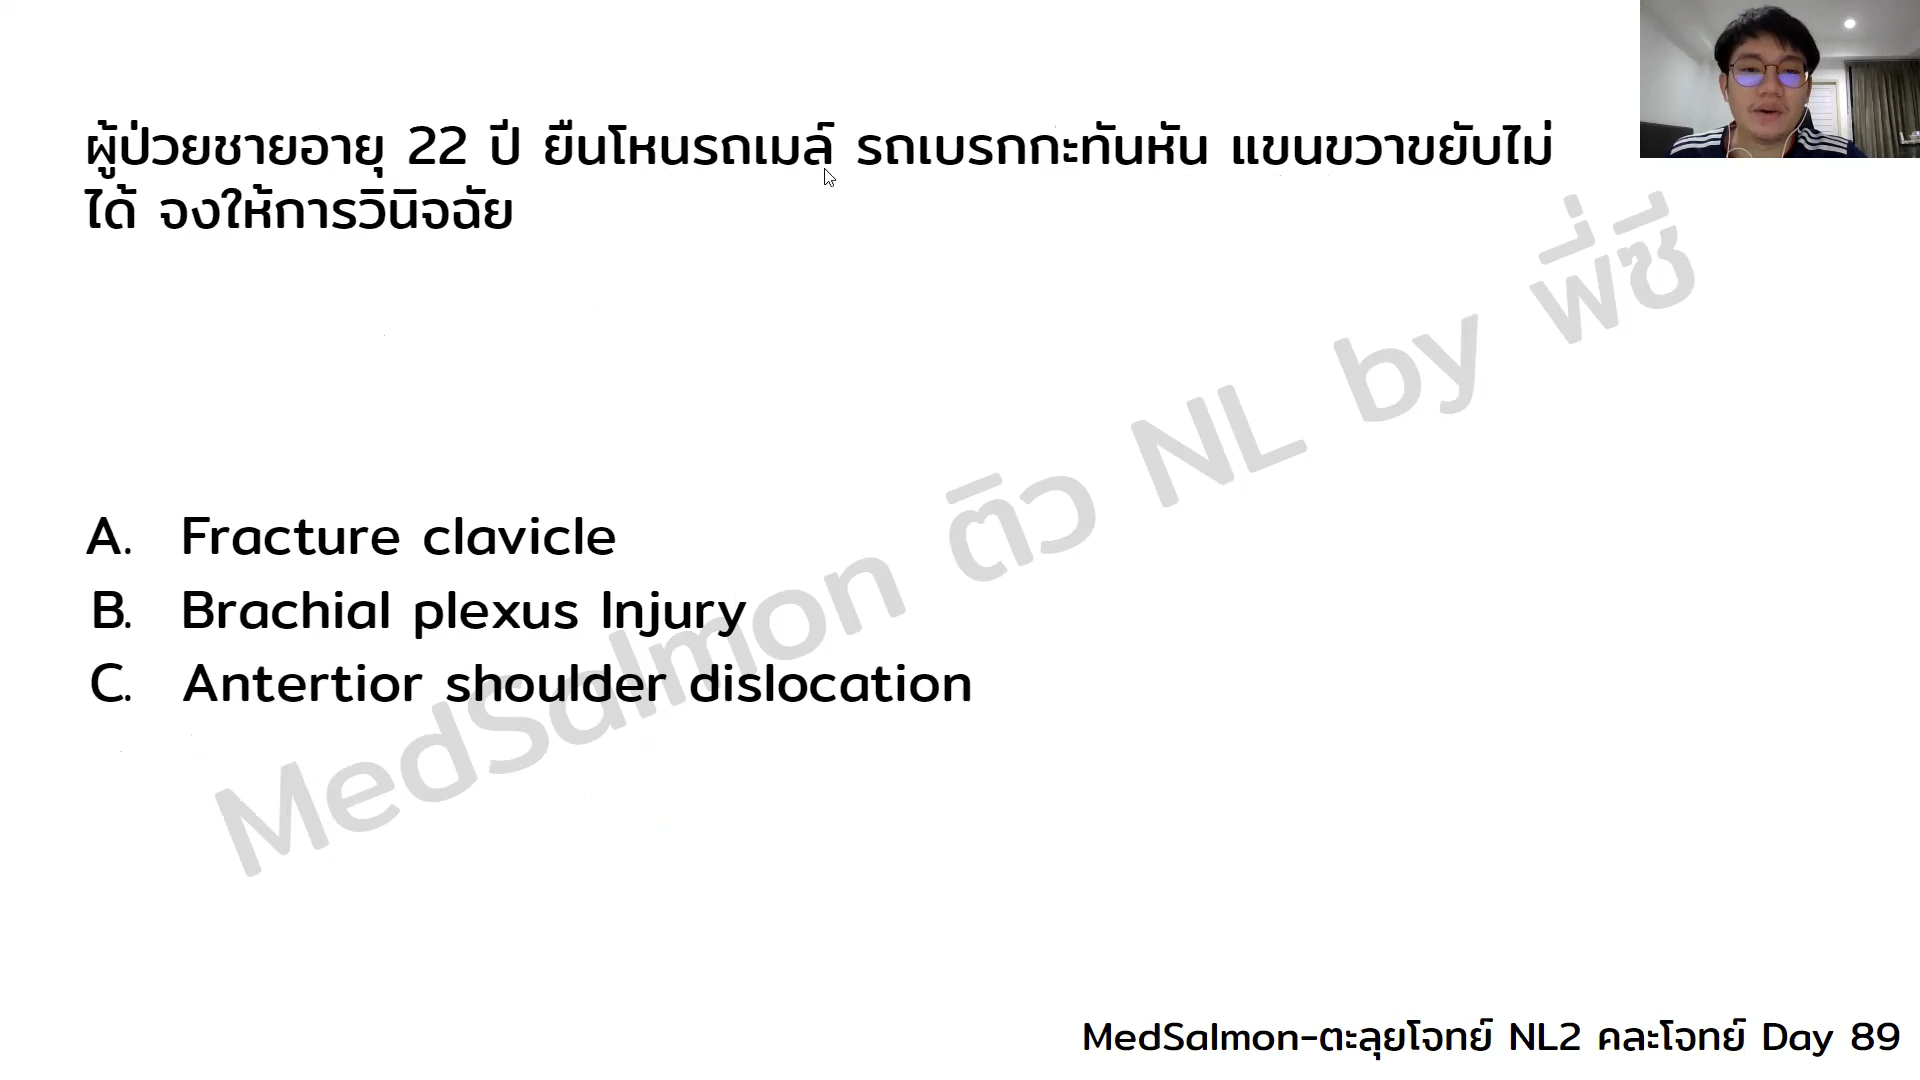 ผู้ป่วยชายอายุ 22 ปี ยืนโหนรถเมล์ รถเบรกกะทันหัน แขนขวาขยับไม่
ได้ จงให้การวินิจฉัย
A. Fracture clavicle
B. Brachial plexus Injury
C. Antertior shoulder dislocation
MedSalmon ติว NL by พี่ซี
MedSalmon-ตะลุยโจทย์ NL2 คละโจทย์ Day 89